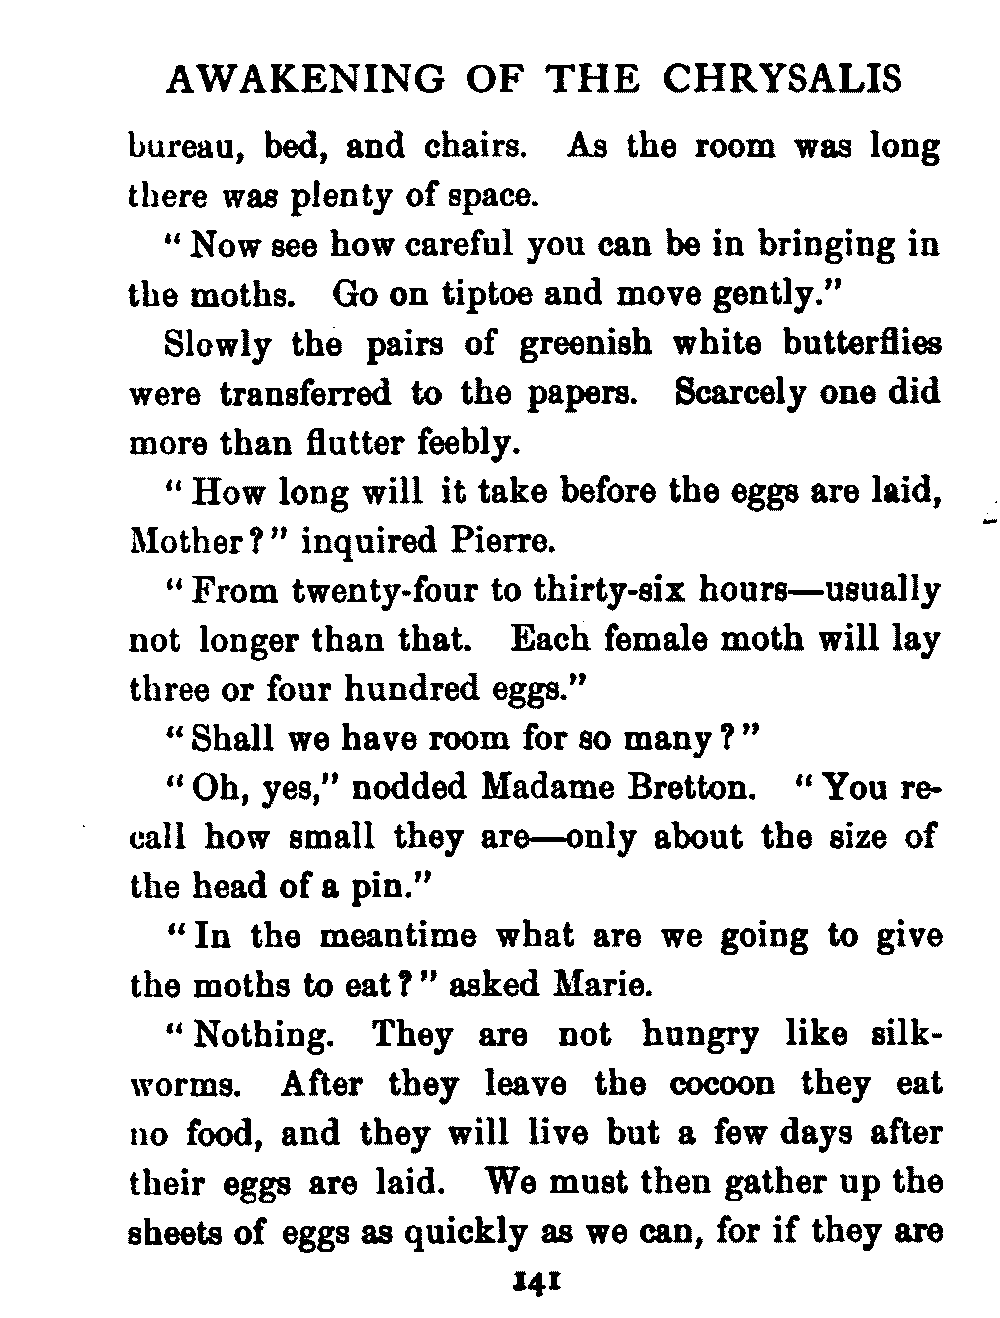 AWAKENING OF THE CHRYSALIS
bureau, bed, and chairs. As the room was long
there was plenty of space.
"Now see how careful you can be in bringing in
the moths. Go on tiptoe and move gently."
Slowly the pairs of greenish white butterflies
were transferred to the papers. Scarcely one did
more than flutter feebly.
"How long will it take before the eggs are laid,
Mother?" inquired Pierre.
"From twenty-four to thirty-six hours—usually
not longer than that. Each female moth will lay
three or four hundred eggs."
"Shall we have room for so many?"
"Oh, yes," nodded Madame Bretton. "You re-
call how small they are—only about the size of
the head of a pin."
"In the meantime what are we going to give
the moths to eat?" asked Marie.
"Nothing. They are not hungry like silk-
worms. After they leave the cocoon they eat
no food, and they will live but a few days after
their eggs are laid. We must then gather up the
sheets of eggs as quickly as we can, for if they are
141